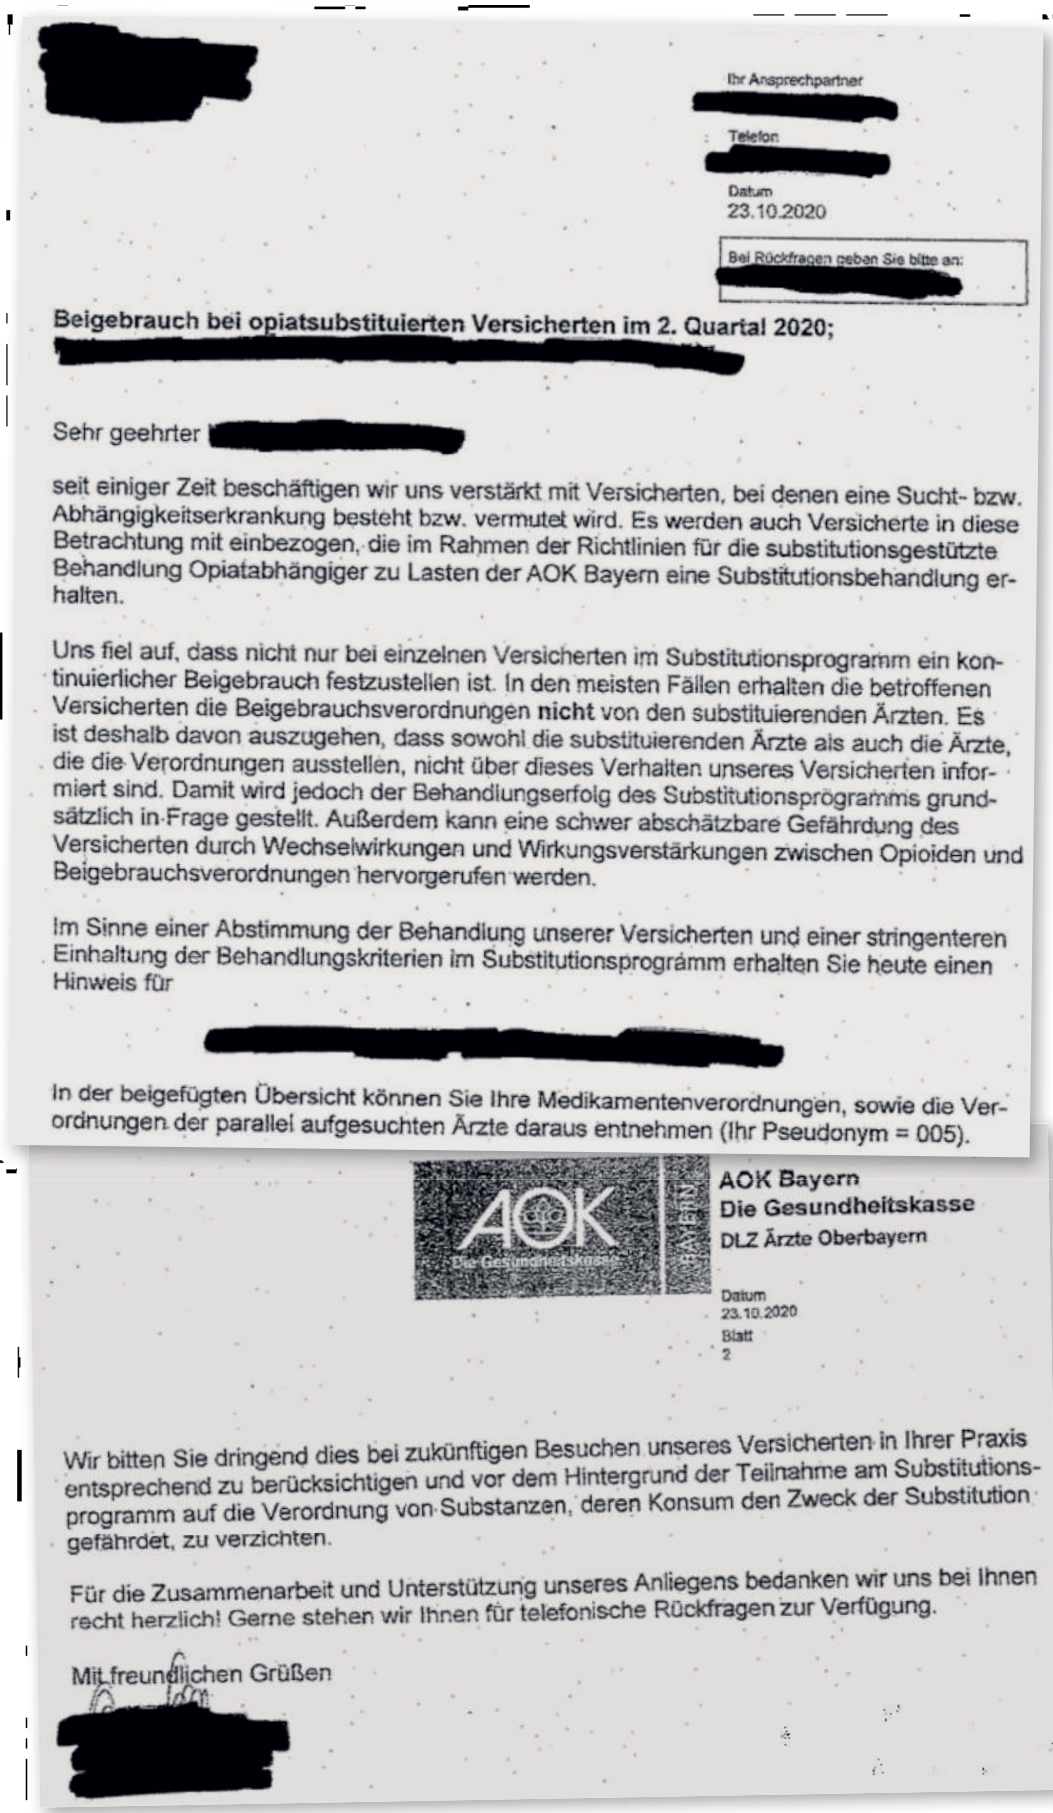 Ihr Ansprechpartner
Telefon
Datum
23.10.2020
Bei Rückfragen geben Sie bitte an:
Beigebrauch bei opiatsubstituierten Versicherten im 2. Quartal 2020;
Sehr geehrter
seit einiger Zeit beschäftigen wir uns verstärkt mit Versicherten, bei denen eine Sucht- bzw.
Abhängigkeitserkrankung besteht bzw. vermutet wird. Es werden auch Versicherte in diese
Betrachtung mit einbezogen, die im Rahmen der Richtlinien für die substitutionsgestützte
Behandlung Opiatabhängiger zu Lasten der AOK Bayern eine Substitutionsbehandlung er-
halten.
Uns fiel auf, dass nicht nur bei einzelnen Versicherten im Substitutionsprogramm ein kon-
tinuierlicher Beigebrauch festzustellen ist. In den meisten Fällen erhalten die betroffenen
Versicherten die Beigebrauchsverordnungen nicht von den substituierenden Ärzten. Es
ist deshalb davon auszugehen, dass sowohl die substituierenden Ärzte als auch die Ärzte,
die die Verordnungen ausstellen, nicht über dieses Verhalten unseres Versicherten infor-
miert sind. Damit wird jedoch der Behandlungserfolg des Substitutionsprogramms grund-
sätzlich in Frage gestellt. Außerdem kann eine schwer abschätzbare Gefährdung des
Versicherten durch Wechselwirkungen und Wirkungsverstärkungen zwischen Opioiden und
Beigebrauchsverordnungen hervorgerufen werden.
Im Sinne einer Abstimmung der Behandlung unserer Versicherten und einer stringenteren
Einhaltung der Behandlungskriterien im Substitutionsprogramm erhalten Sie heute einen
Hinweis für
In der beigefügten Übersicht können Sie Ihre Medikamentenverordnungen, sowie die Ver-
ordnungen der parallel aufgesuchten Ärzte daraus entnehmen (Ihr Pseudonym = 005).
AOK
Die Gesundheitskasse
BAYERN
AOK Bayern
Die Gesundheitskasse
DLZ Ärzte Oberbayern
Datum
23.10.2020
Blatt
2
Wir bitten Sie dringend dies bei zukünftigen Besuchen unseres Versicherten in Ihrer Praxis
entsprechend zu berücksichtigen und vor dem Hintergrund der Teilnahme am Substitutions-
programm auf die Verordnung von Substanzen, deren Konsum den Zweck der Substitution
gefährdet, zu verzichten.
Für die Zusammenarbeit und Unterstützung unseres Anliegens bedanken wir uns bei Ihnen
recht herzlich! Gerne stehen wir Ihnen für telefonische Rückfragen zur Verfügung.
Mit freundlichen Grüßen